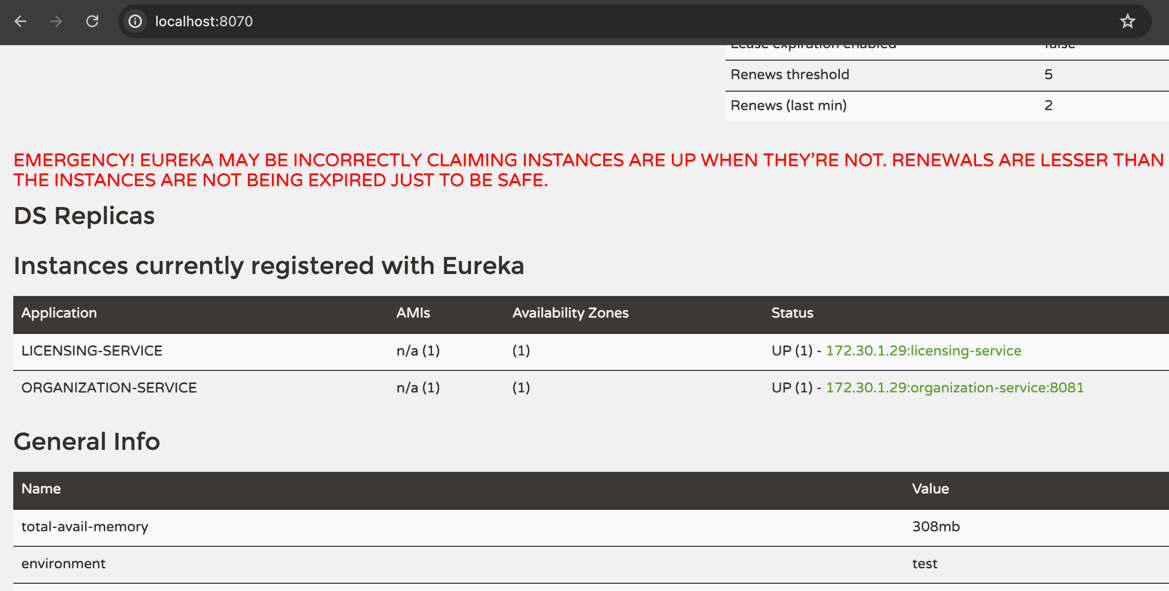 localhost:8070
Lease expiration enabled false
Renews threshold 5
Renews (last min) 2
EMERGENCY! EUREKA MAY BE INCORRECTLY CLAIMING INSTANCES ARE UP WHEN THEY'RE NOT. RENEWALS ARE LESSER THAN
THE INSTANCES ARE NOT BEING EXPIRED JUST TO BE SAFE.
DS Replicas
Instances currently registered with Eureka
Application AMIs Availability Zones Status
LICENSING-SERVICE n/a (1) (1) UP (1) - 172.30.1.29:licensing-service
ORGANIZATION-SERVICE n/a (1) (1) UP (1) - 172.30.1.29:organization-service:8081
General Info
Name Value
total-avail-memory 308mb
environment test